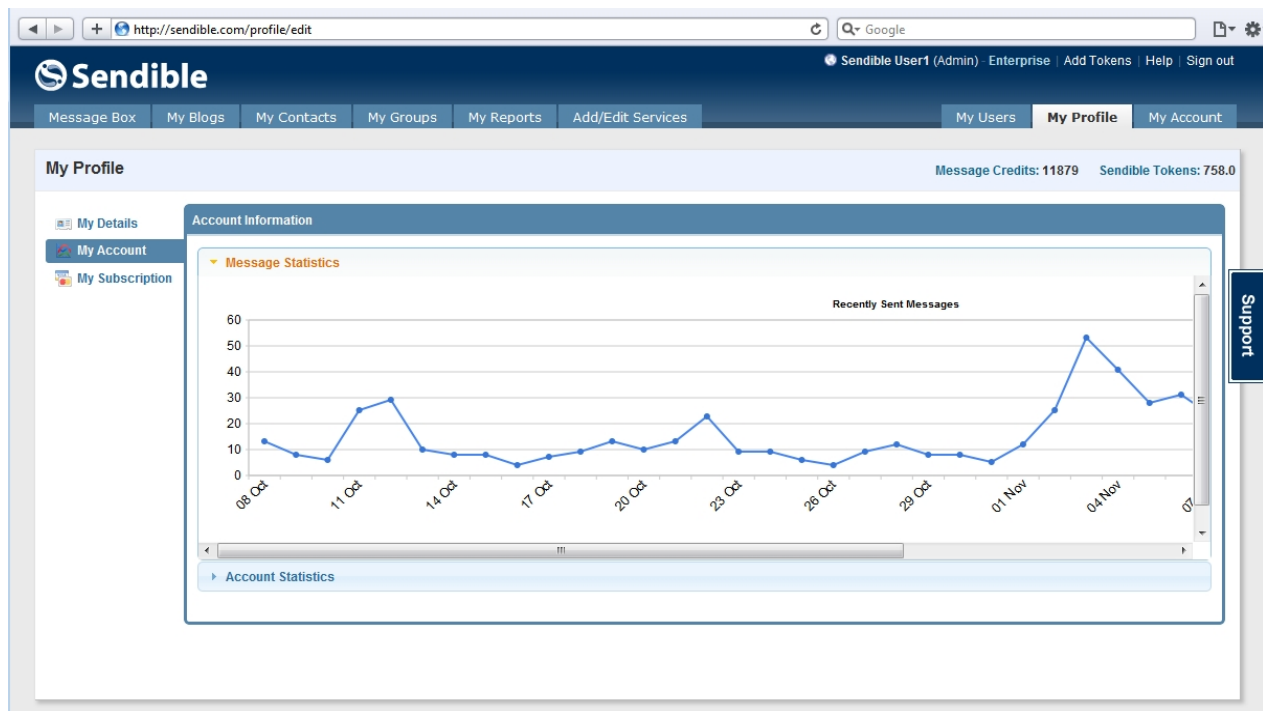 http://sendible.com/profile/edit
Google
Sendible
Sendible User1 (Admin) - Enterprise | Add Tokens | Help | Sign out
Message Box My Blogs My Contacts My Groups My Reports Add/Edit Services My Users My Profile My Account
My Profile
Message Credits: 11879 Sendible Tokens: 758.0
My Details
My Account
My Subscription
Account Information
Message Statistics
Recently Sent Messages
60
50
40
30
20
10
0
08 Oct 11 Oct 14 Oct 17 Oct 20 Oct 23 Oct 26 Oct 29 Oct 01 Nov 04 Nov 07
Account Statistics
Support